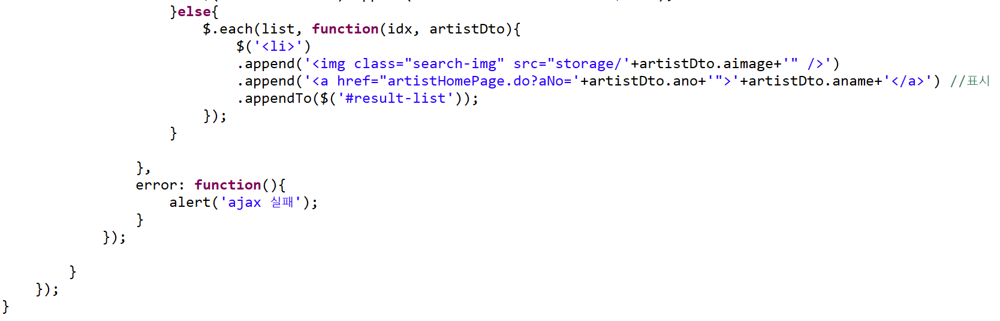 }else{
$.each(list, function(idx, artistDto){
$('<li>')
.append('<img class="search-img" src="storage/'+artistDto.aimage+'" />')
.append('<a href="artistHomePage.do?aNo='+artistDto.ano+'">'+artistDto.aname+'</a>') //표시
.appendTo($('#result-list'));
});
}
},
error: function(){
alert('ajax 실패');
}
});
}
});
}